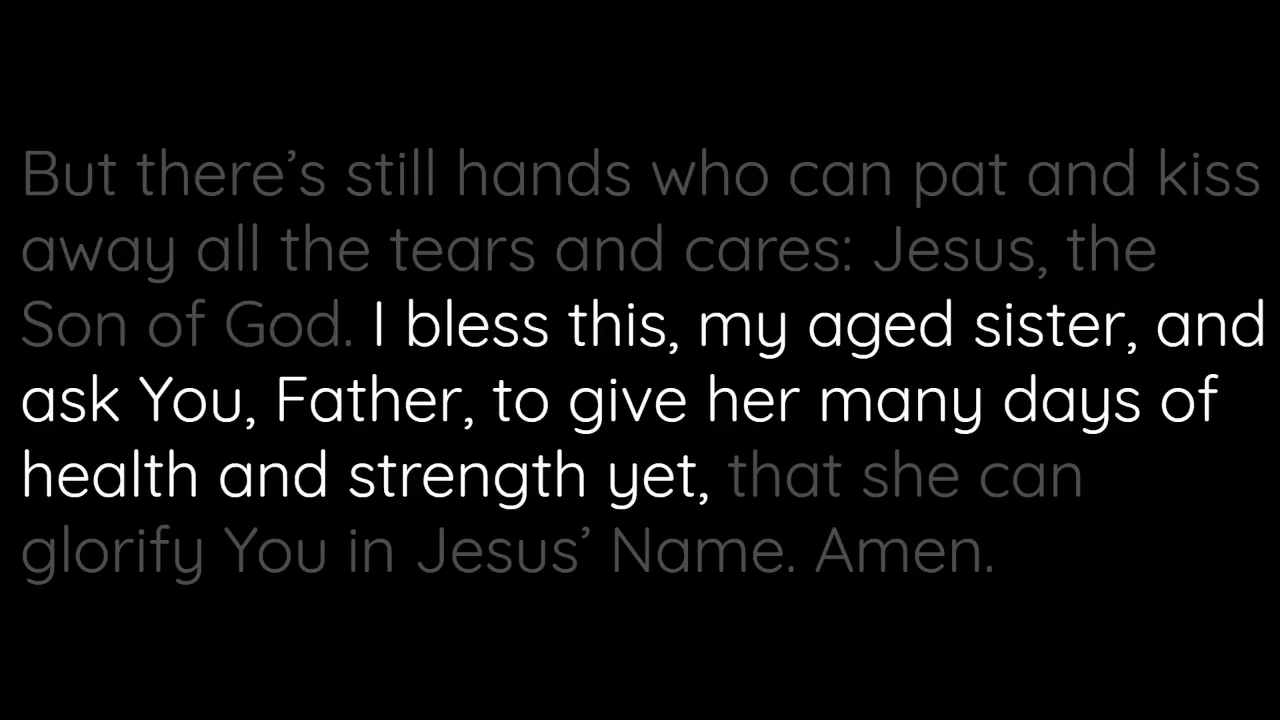 But there’s still hands who can pat and kiss
away all the tears and cares: Jesus, the
Son of God. I bless this, my aged sister, and
ask You, Father, to give her many days of
health and strength yet, that she can
glorify You in Jesus’ Name. Amen.